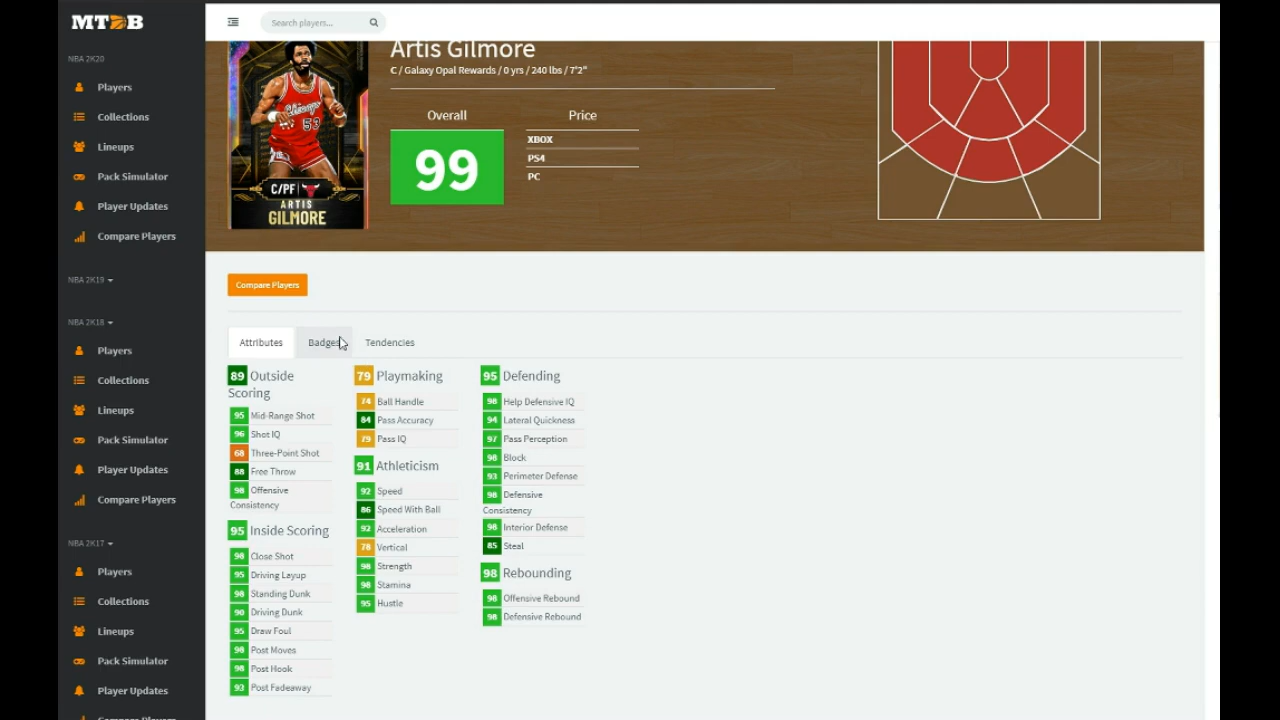 MTDB
Search players...
NBA 2K20
Players
Collections
Lineups
Pack Simulator
Player Updates
Compare Players
NBA 2K19
NBA 2K18
Players
Collections
Lineups
Pack Simulator
Player Updates
Compare Players
NBA 2K17
Players
Collections
Lineups
Pack Simulator
Player Updates
Compare Players
Chicago
53
C/PF
ARTIS
GILMORE
Artis Gilmore
C / Galaxy Opal Rewards / 0 yrs / 240 lbs / 7'2"
Overall
99
Price
XBOX
PS4
PC
Compare Players
Attributes
Badges
Tendencies
89 Outside
Scoring
95 Mid-Range Shot
96 Shot IQ
68 Three-Point Shot
88 Free Throw
98 Offensive
Consistency
95 Inside Scoring
98 Close Shot
95 Driving Layup
98 Standing Dunk
90 Driving Dunk
95 Draw Foul
98 Post Moves
98 Post Hook
93 Post Fadeaway
79 Playmaking
74 Ball Handle
84 Pass Accuracy
79 Pass IQ
91 Athleticism
92 Speed
86 Speed With Ball
92 Acceleration
78 Vertical
98 Strength
98 Stamina
95 Hustle
95 Defending
98 Help Defensive IQ
94 Lateral Quickness
97 Pass Perception
98 Block
93 Perimeter Defense
98 Defensive
Consistency
98 Interior Defense
85 Steal
98 Rebounding
98 Offensive Rebound
98 Defensive Rebound